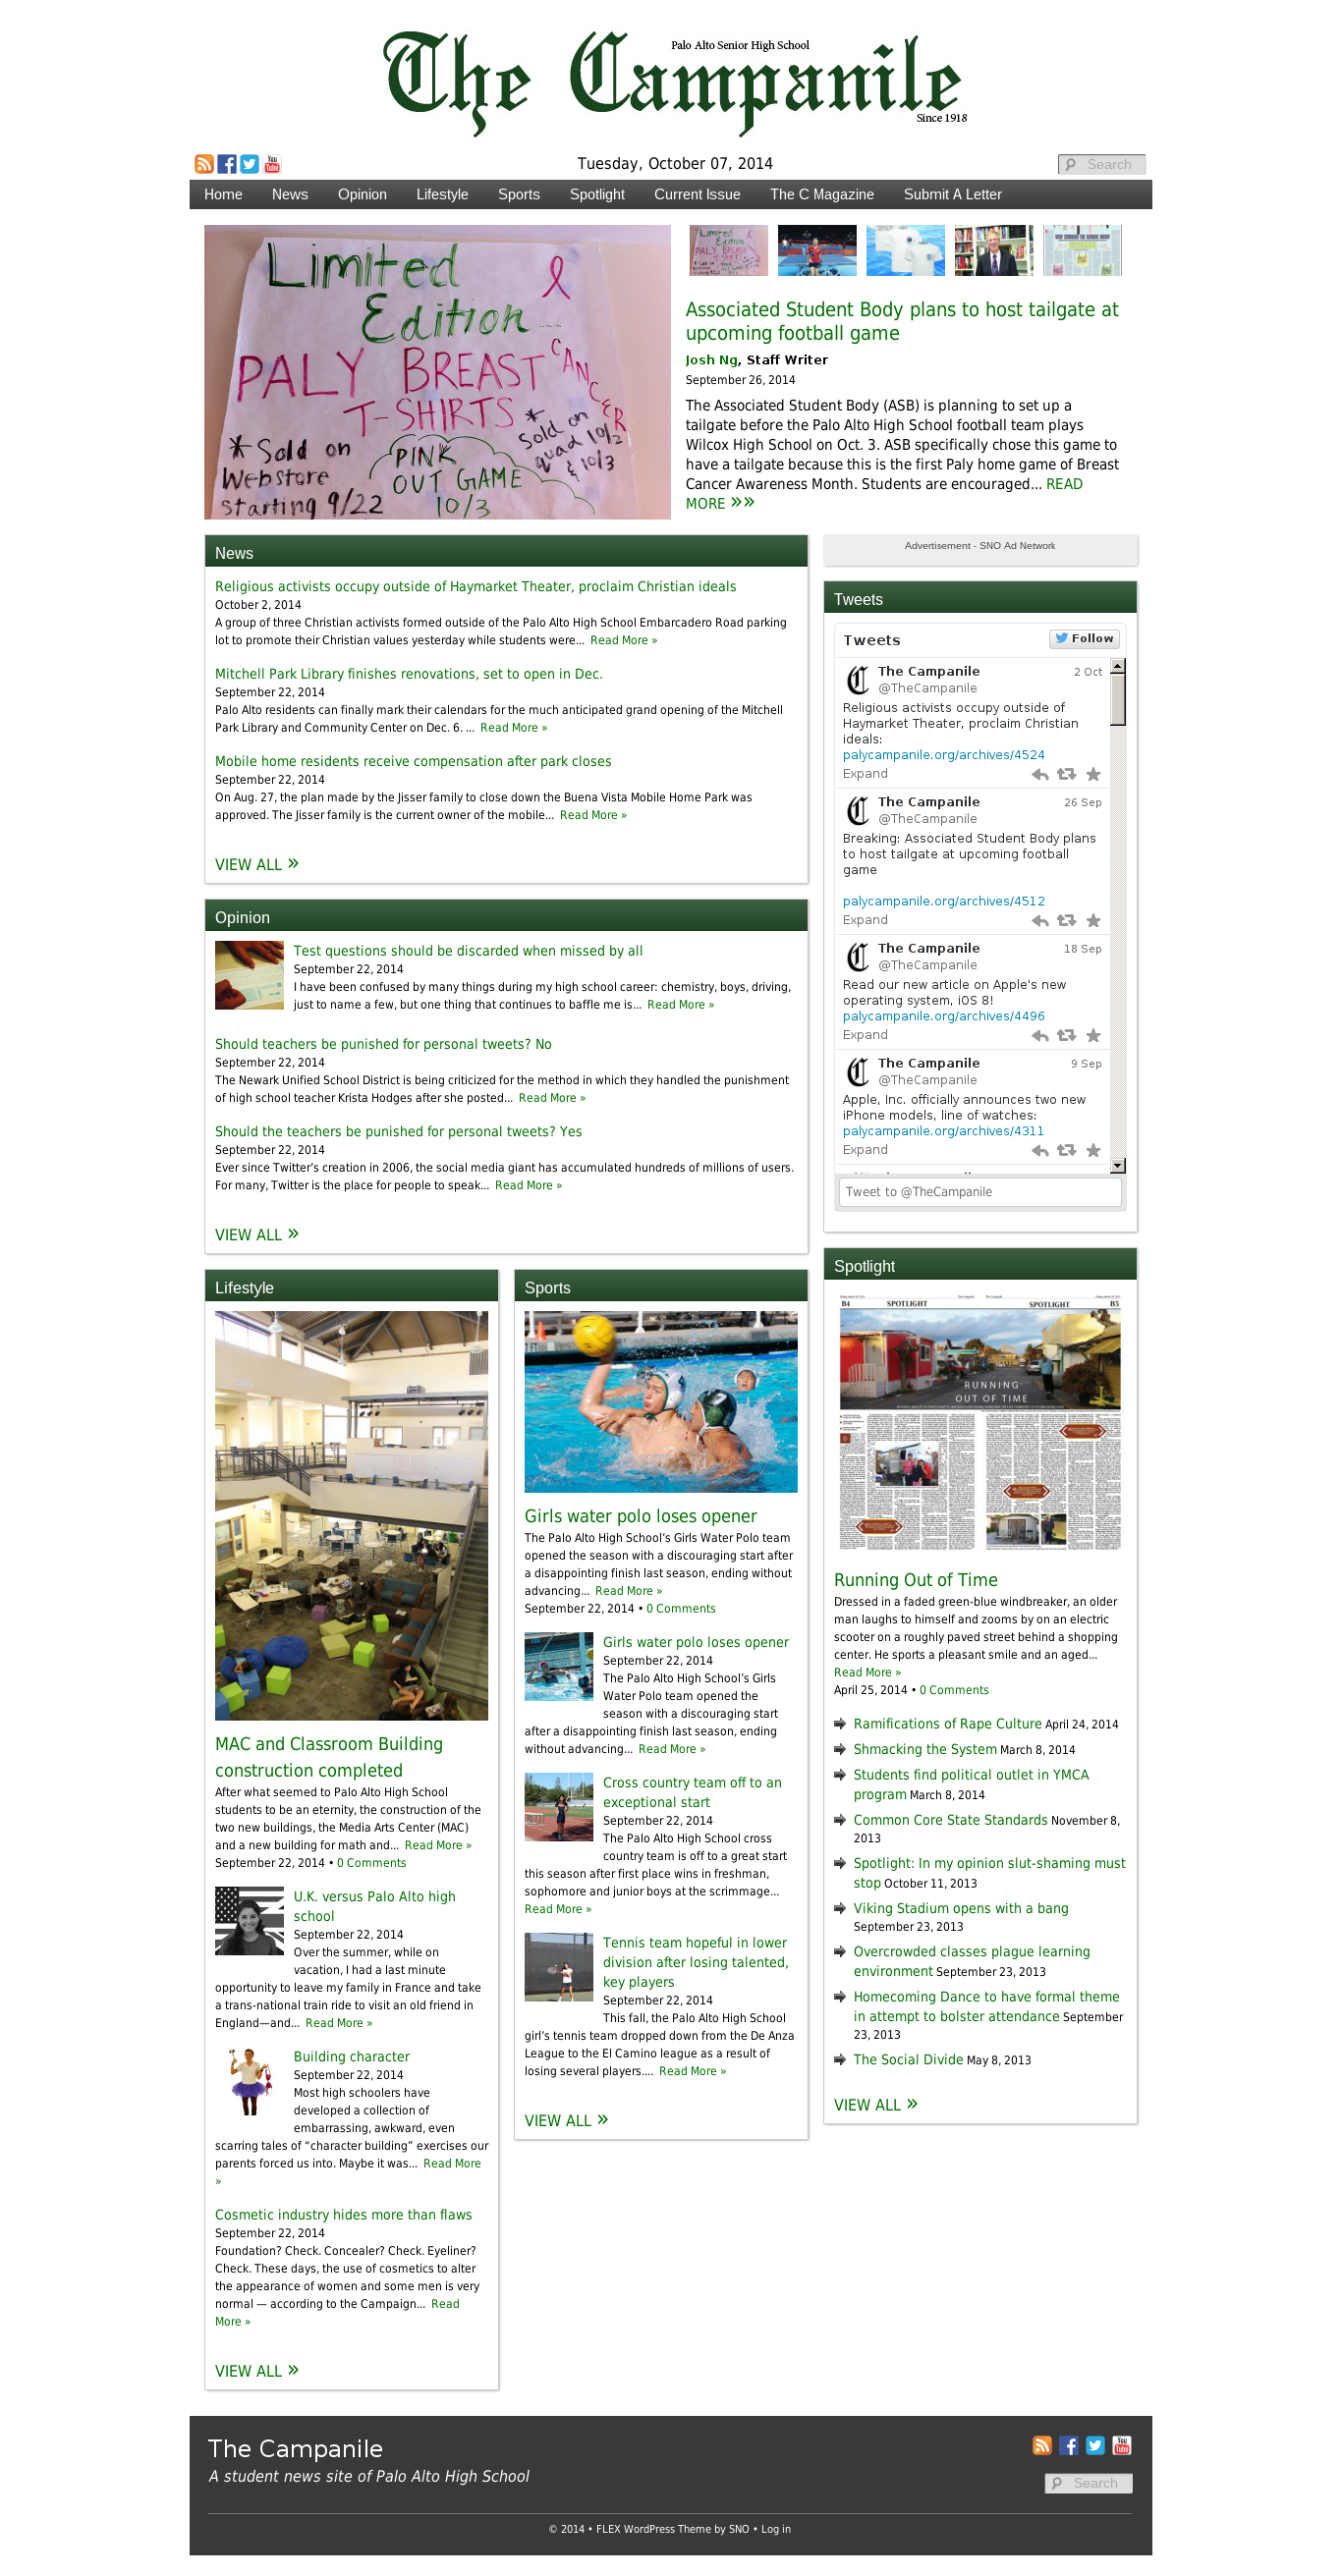 The Campanile
Palo Alto Senior High School
Since 1918
Tuesday, October 07, 2014
Search
Home News Opinion Lifestyle Sports Spotlight Current Issue The C Magazine Submit A Letter
Limited
Edition
PALY BREAST
CANCER
T-SHIRTS
* Sold on
Webstore
starting 9/22
PINK
OUT GAME
10/3
* Sold on
quad 10/2
& 10/3
Associated Student Body plans to host tailgate at
upcoming football game
Josh Ng, Staff Writer
September 26, 2014
The Associated Student Body (ASB) is planning to set up a
tailgate before the Palo Alto High School football team plays
Wilcox High School on Oct. 3. ASB specifically chose this game to
have a tailgate because this is the first Paly home game of Breast
Cancer Awareness Month. Students are encouraged... READ
MORE »»
News
Religious activists occupy outside of Haymarket Theater, proclaim Christian ideals
October 2, 2014
A group of three Christian activists formed outside of the Palo Alto High School Embarcadero Road parking
lot to promote their Christian values yesterday while students were... Read More »
Mitchell Park Library finishes renovations, set to open in Dec.
September 22, 2014
Palo Alto residents can finally mark their calendars for the much anticipated grand opening of the Mitchell
Park Library and Community Center on Dec. 6. ... Read More »
Mobile home residents receive compensation after park closes
September 22, 2014
On Aug. 27, the plan made by the Jisser family to close down the Buena Vista Mobile Home Park was
approved. The Jisser family is the current owner of the mobile... Read More »
VIEW ALL »
Opinion
Test questions should be discarded when missed by all
September 22, 2014
I have been confused by many things during my high school career: chemistry, boys, driving,
just to name a few, but one thing that continues to baffle me is... Read More »
Should teachers be punished for personal tweets? No
September 22, 2014
The Newark Unified School District is being criticized for the method in which they handled the punishment
of high school teacher Krista Hodges after she posted... Read More »
Should the teachers be punished for personal tweets? Yes
September 22, 2014
Ever since Twitter's creation in 2006, the social media giant has accumulated hundreds of millions of users.
For many, Twitter is the place for people to speak... Read More »
VIEW ALL »
Lifestyle
MAC and Classroom Building
construction completed
After what seemed to Palo Alto High School
students to be an eternity, the construction of the
two new buildings, the Media Arts Center (MAC)
and a new building for math and... Read More »
September 22, 2014 • 0 Comments
U.K. versus Palo Alto high
school
September 22, 2014
Over the summer, while on
vacation, I had a last minute
opportunity to leave my family in France and take
a trans-national train ride to visit an old friend in
England—and... Read More »
Building character
September 22, 2014
Most high schoolers have
developed a collection of
embarrassing, awkward, even
scarring tales of “character building” exercises our
parents forced us into. Maybe it was... Read More
»
Cosmetic industry hides more than flaws
September 22, 2014
Foundation? Check. Concealer? Check. Eyeliner?
Check. These days, the use of cosmetics to alter
the appearance of women and some men is very
normal — according to the Campaign... Read
More »
VIEW ALL »
Sports
Girls water polo loses opener
The Palo Alto High School's Girls Water Polo team
opened the season with a discouraging start after
a disappointing finish last season, ending without
advancing... Read More »
September 22, 2014 • 0 Comments
Girls water polo loses opener
September 22, 2014
The Palo Alto High School's Girls
Water Polo team opened the
season with a discouraging start
after a disappointing finish last season, ending
without advancing... Read More »
Cross country team off to an
exceptional start
September 22, 2014
The Palo Alto High School cross
country team is off to a great start
this season after first place wins in freshman,
sophomore and junior boys at the scrimmage...
Read More »
Tennis team hopeful in lower
division after losing talented,
key players
September 22, 2014
This fall, the Palo Alto High School
girl's tennis team dropped down from the De Anza
League to the El Camino league as a result of
losing several players.... Read More »
VIEW ALL »
Advertisement - SNO Ad Network
Tweets
Tweets
Follow
The Campanile 2 Oct
@TheCampanile
Religious activists occupy outside of
Haymarket Theater, proclaim Christian
ideals:
palycampanile.org/archives/4524
Expand
The Campanile 26 Sep
@TheCampanile
Breaking: Associated Student Body plans
to host tailgate at upcoming football
game
palycampanile.org/archives/4512
Expand
The Campanile 18 Sep
@TheCampanile
Read our new article on Apple's new
operating system, iOS 8!
palycampanile.org/archives/4496
Expand
The Campanile 9 Sep
@TheCampanile
Apple, Inc. officially announces two new
iPhone models, line of watches:
palycampanile.org/archives/4311
Expand
Tweet to @TheCampanile
Spotlight
B4 SPOTLIGHT SPOTLIGHT B5
RUNNING
OUT OF TIME
Running Out of Time
Dressed in a faded green-blue windbreaker, an older
man laughs to himself and zooms by on an electric
scooter on a roughly paved street behind a shopping
center. He sports a pleasant smile and an aged...
Read More »
April 25, 2014 • 0 Comments
Ramifications of Rape Culture April 24, 2014
Shmacking the System March 8, 2014
Students find political outlet in YMCA
program March 8, 2014
Common Core State Standards November 8,
2013
Spotlight: In my opinion slut-shaming must
stop October 11, 2013
Viking Stadium opens with a bang
September 23, 2013
Overcrowded classes plague learning
environment September 23, 2013
Homecoming Dance to have formal theme
in attempt to bolster attendance September
23, 2013
The Social Divide May 8, 2013
VIEW ALL »
The Campanile
A student news site of Palo Alto High School
Search
© 2014 • FLEX WordPress Theme by SNO • Log in